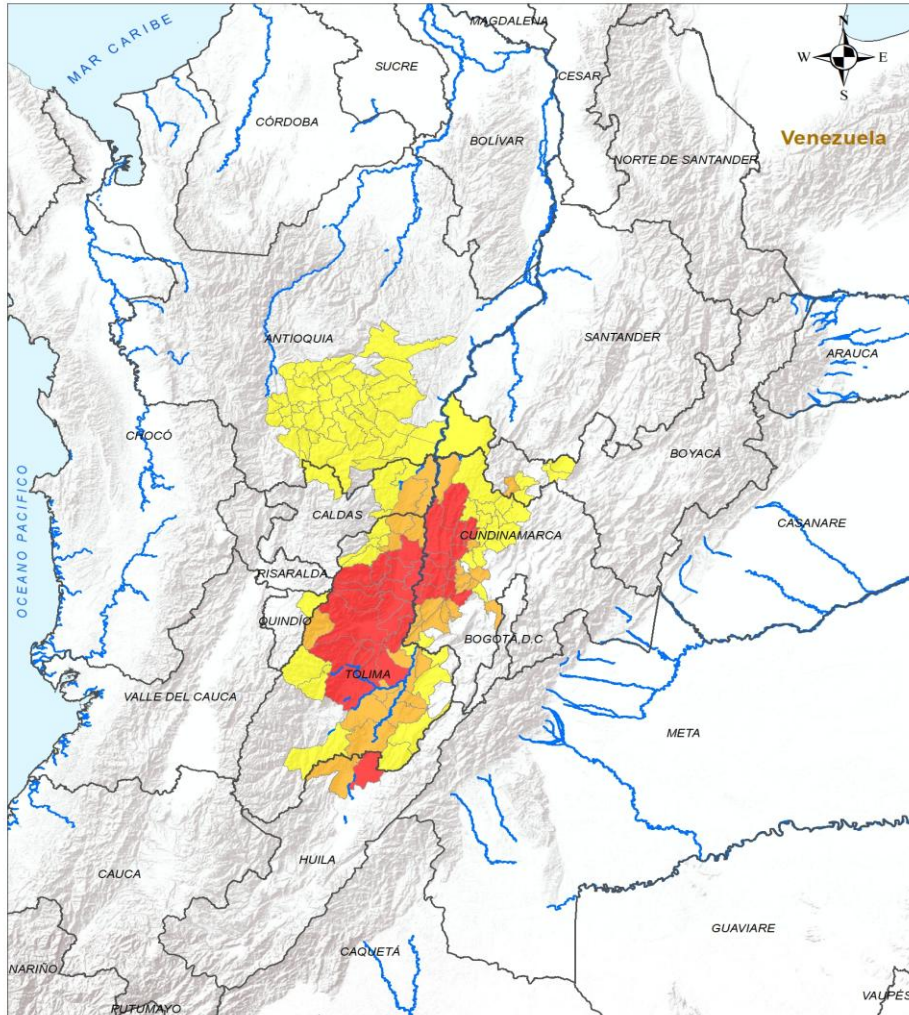 MAGDALENA
N
MAR CARIBE
SUCRE
CESAR
W
E
S
CÓRDOBA
BOLÍVAR
Venezuela
NORTE DE SANTANDER
ANTIOQUIA
SANTANDER
ARAUCA
CHOCÓ
BOYACÁ
OCEANO PACIFICO
CALDAS
CASANARE
CUNDINAMARCA
RISARALDA
QUINDÍO
BOGOTÁ,D.C
TOLIMA
VALLE DEL CAUCA
META
HUILA
CAUCA
GUAVIARE
CAQUETÁ
NARIÑO
PUTUMAYO
VAUPÉS